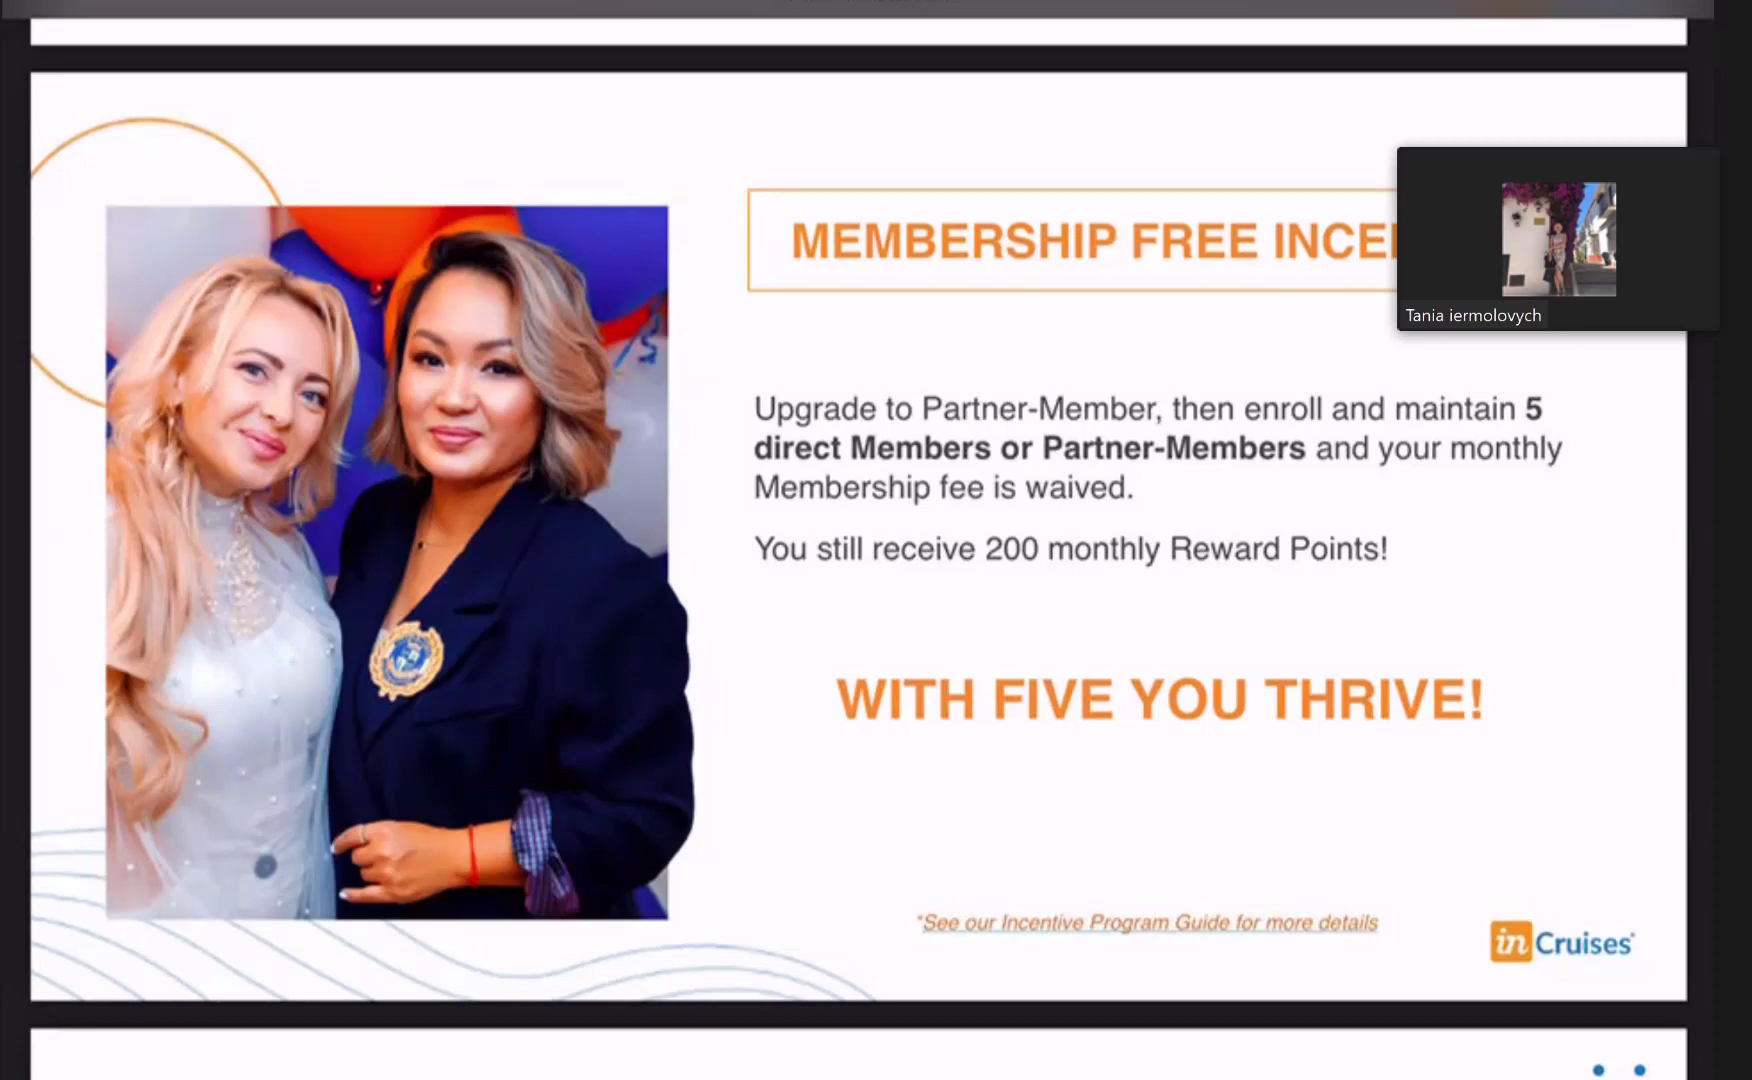 MEMBERSHIP FREE
Tania iermolovych
Upgrade to Partner-Member, then enroll and maintain 5
direct Members or Partner-Members and your monthly
Membership fee is waived.
You still receive 200 monthly Reward Points!
WITH FIVE YOU THRIVE!
*See our Incentive Program Guide for more details
inCruises®